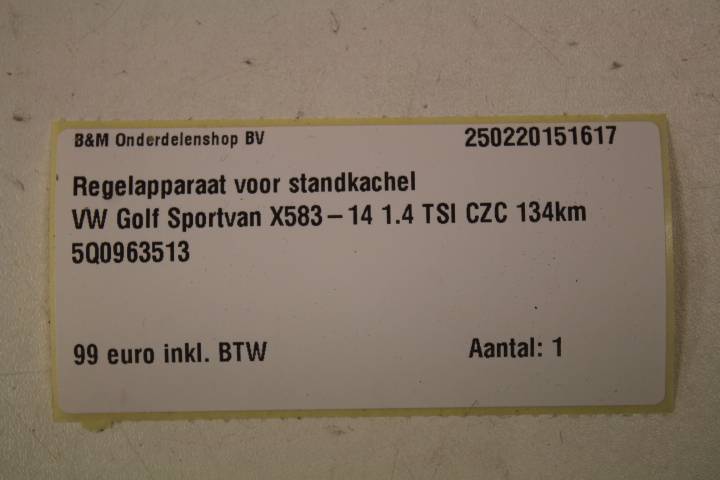 B&M Onderdelenshop BV 250220151617
Regelapparaat voor standkachel
VW Golf Sportvan X583-14 1.4 TSI CZC 134km
5Q0963513
99 euro inkl. BTW Aantal: 1